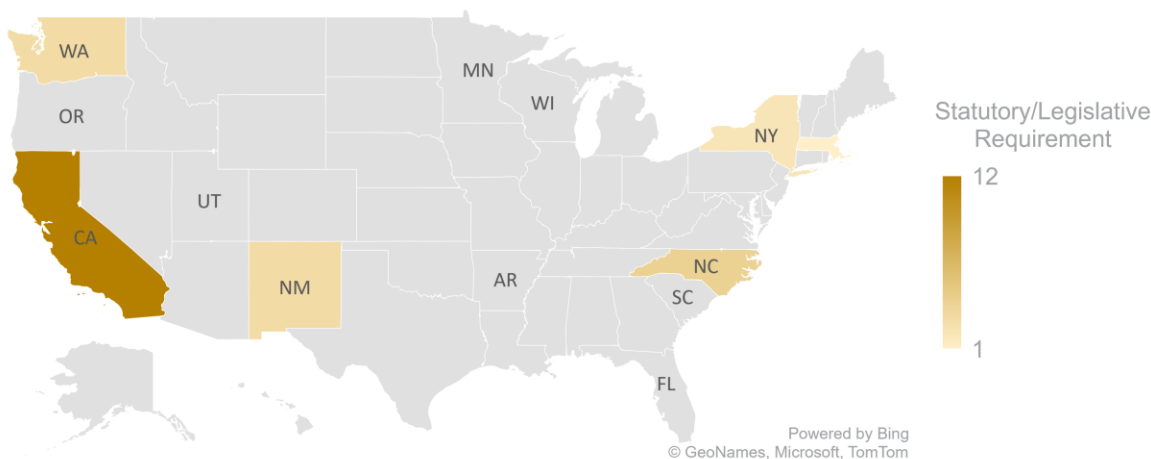 WA
MN
OR
WI
NY
UT
CA
NM
AR
NC
SC
FL
Statutory/Legislative
Requirement
12
1
Powered by Bing
© GeoNames, Microsoft, TomTom